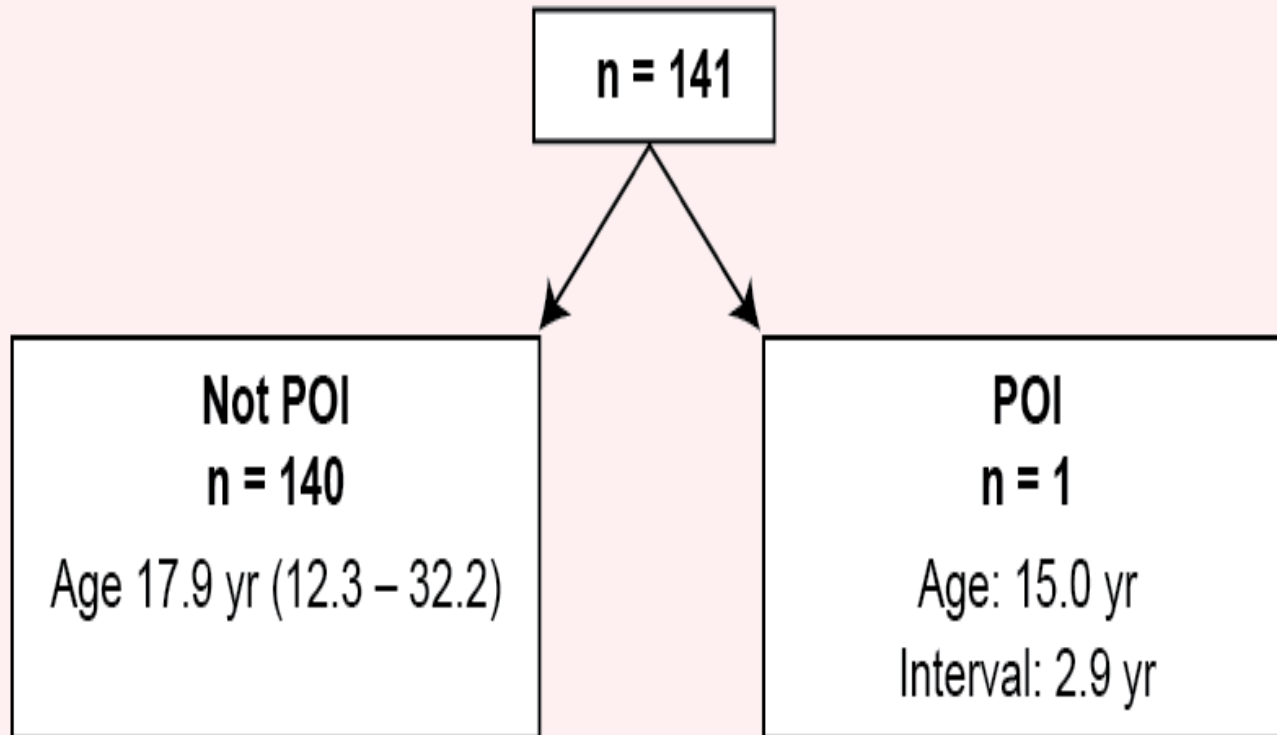 n = 141
Not POI
n = 140
Age 17.9 yr (12.3 – 32.2)
POI
n = 1
Age: 15.0 yr
Interval: 2.9 yr